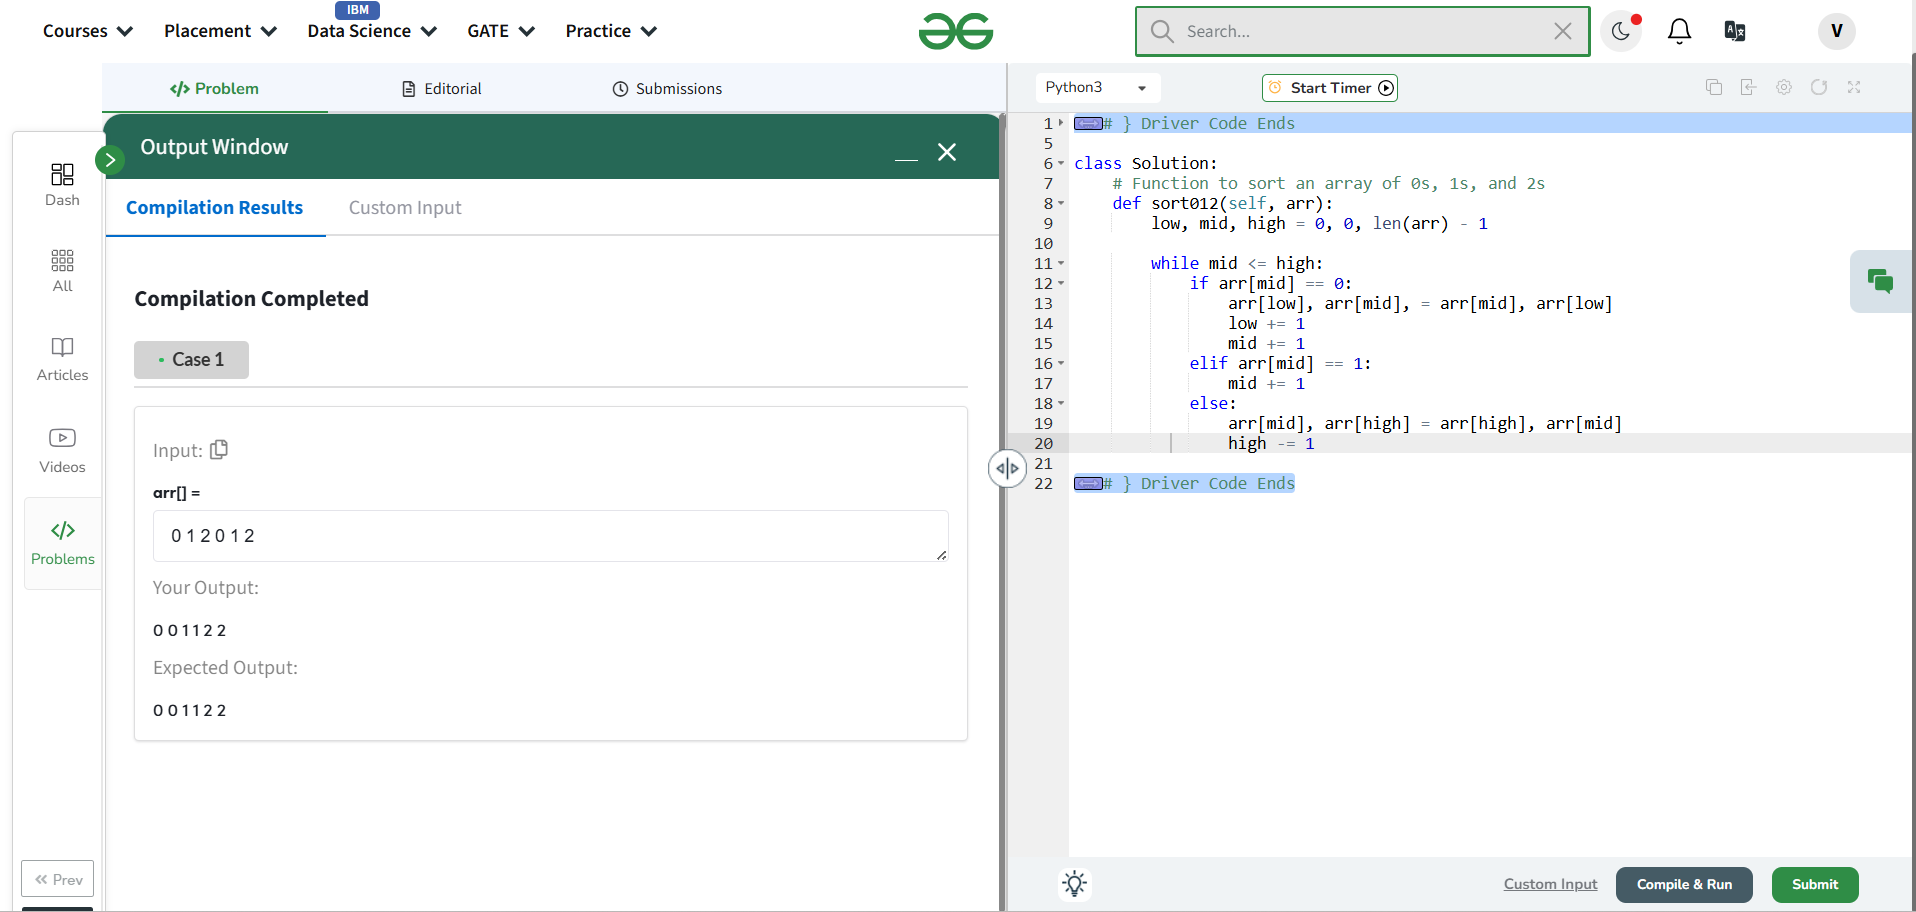 IBM
Courses Placement Data Science GATE Practice Search... V
Problem Editorial Submissions
Python3 Start Timer
Output Window
Compilation Results Custom Input
Dash
All
Articles
Videos
Problems
Compilation Completed
Case 1
Input:
arr[] =
0 1 2 0 1 2
Your Output:
0 0 1 1 2 2
Expected Output:
0 0 1 1 2 2
« Prev
1 # } Driver Code Ends
5
6 class Solution:
7 # Function to sort an array of 0s, 1s, and 2s
8 def sort012(self, arr):
9 low, mid, high = 0, 0, len(arr) - 1
10
11 while mid <= high:
12 if arr[mid] == 0:
13 arr[low], arr[mid], = arr[mid], arr[low]
14 low += 1
15 mid += 1
16 elif arr[mid] == 1:
17 mid += 1
18 else:
19 arr[mid], arr[high] = arr[high], arr[mid]
20 high -= 1
21
22 # } Driver Code Ends
Custom Input Compile & Run Submit